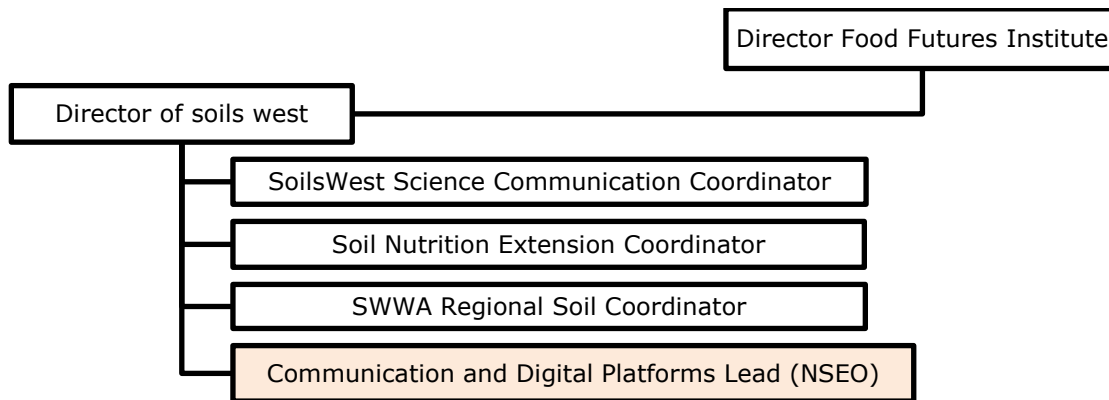 Director Food Futures Institute
Director of soils west
SoilsWest Science Communication Coordinator
Soil Nutrition Extension Coordinator
SWWA Regional Soil Coordinator
Communication and Digital Platforms Lead (NSEO)